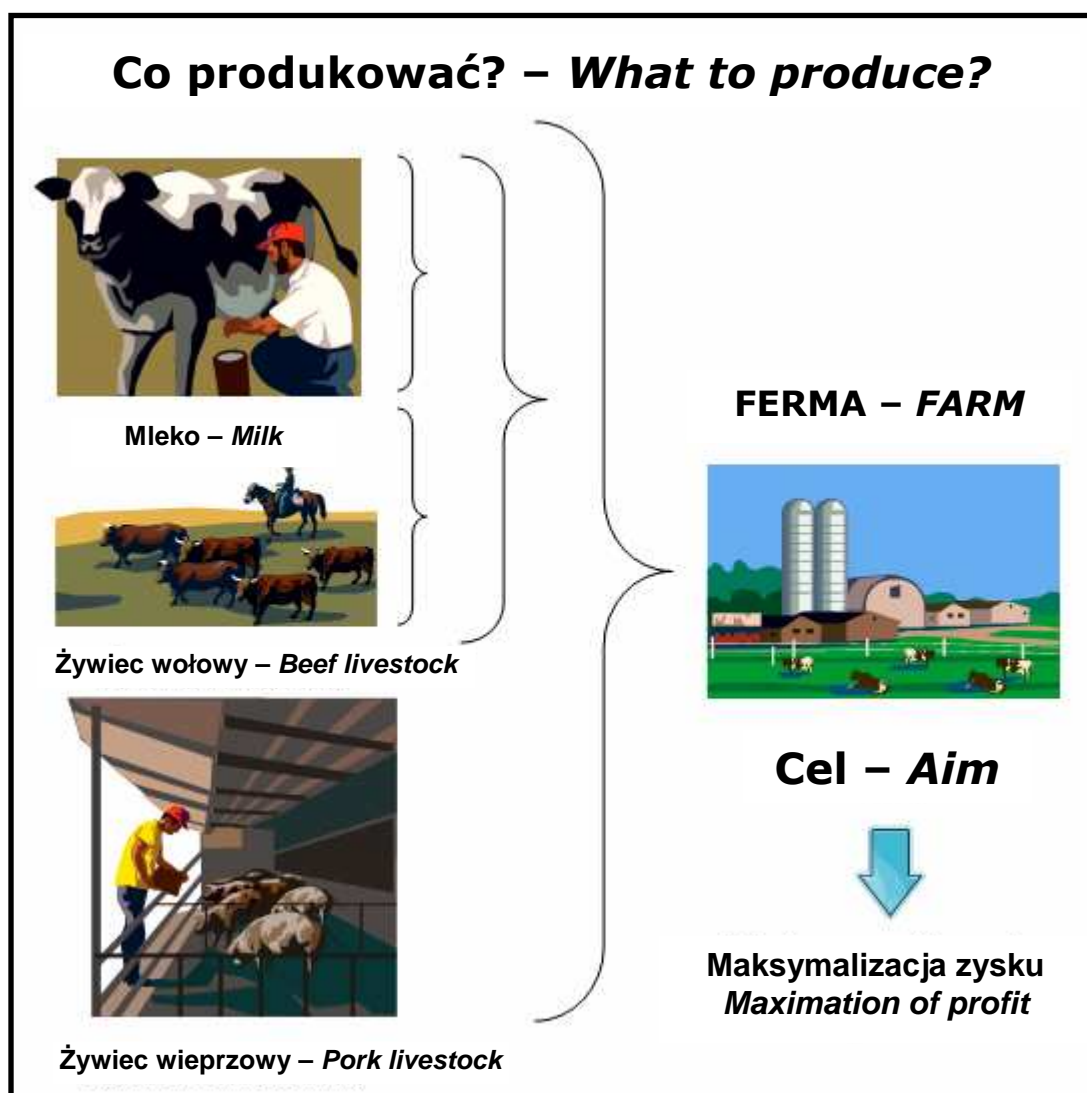 Co produkować? – What to produce?
Mleko – Milk
Żywiec wołowy – Beef livestock
Żywiec wieprzowy – Pork livestock
FERMA – FARM
Cel – Aim
Maksymalizacja zysku
Maximation of profit